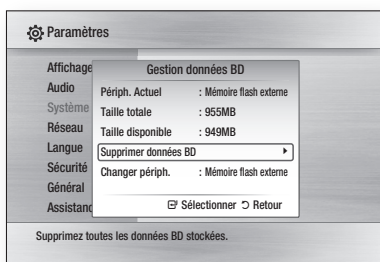 Paramètres
Affichage
Audio
Système
Réseau
Langue
Sécurité
Général
Assistanc
Gestion données BD
Périph. Actuel : Mémoire flash externe
Taille totale : 955MB
Taille disponible : 949MB
Supprimer données BD
Changer périph. : Mémoire flash externe
Sélectionner Retour
Supprimez toutes les données BD stockées.